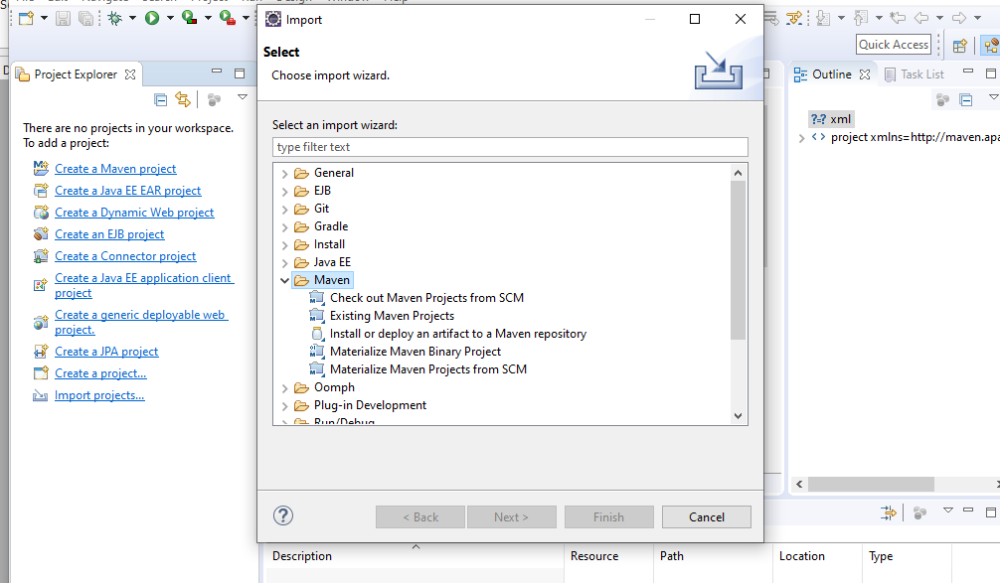 Import
Select
Choose import wizard.
Select an import wizard:
type filter text
General
EJB
Git
Gradle
Install
Java EE
Maven
Check out Maven Projects from SCM
Existing Maven Projects
Install or deploy an artifact to a Maven repository
Materialize Maven Binary Project
Materialize Maven Projects from SCM
Oomph
Plug-in Development
Run/Debug
< Back
Next >
Finish
Cancel
Project Explorer
There are no projects in your workspace.
To add a project:
Create a Maven project
Create a Java EE EAR project
Create a Dynamic Web project
Create an EJB project
Create a Connector project
Create a Java EE application client
project
Create a generic deployable web
project.
Create a JPA project
Create a project...
Import projects...
Quick Access
Outline
Task List
?=? xml
project xmlns=http://maven.apa
Description
Resource
Path
Location
Type